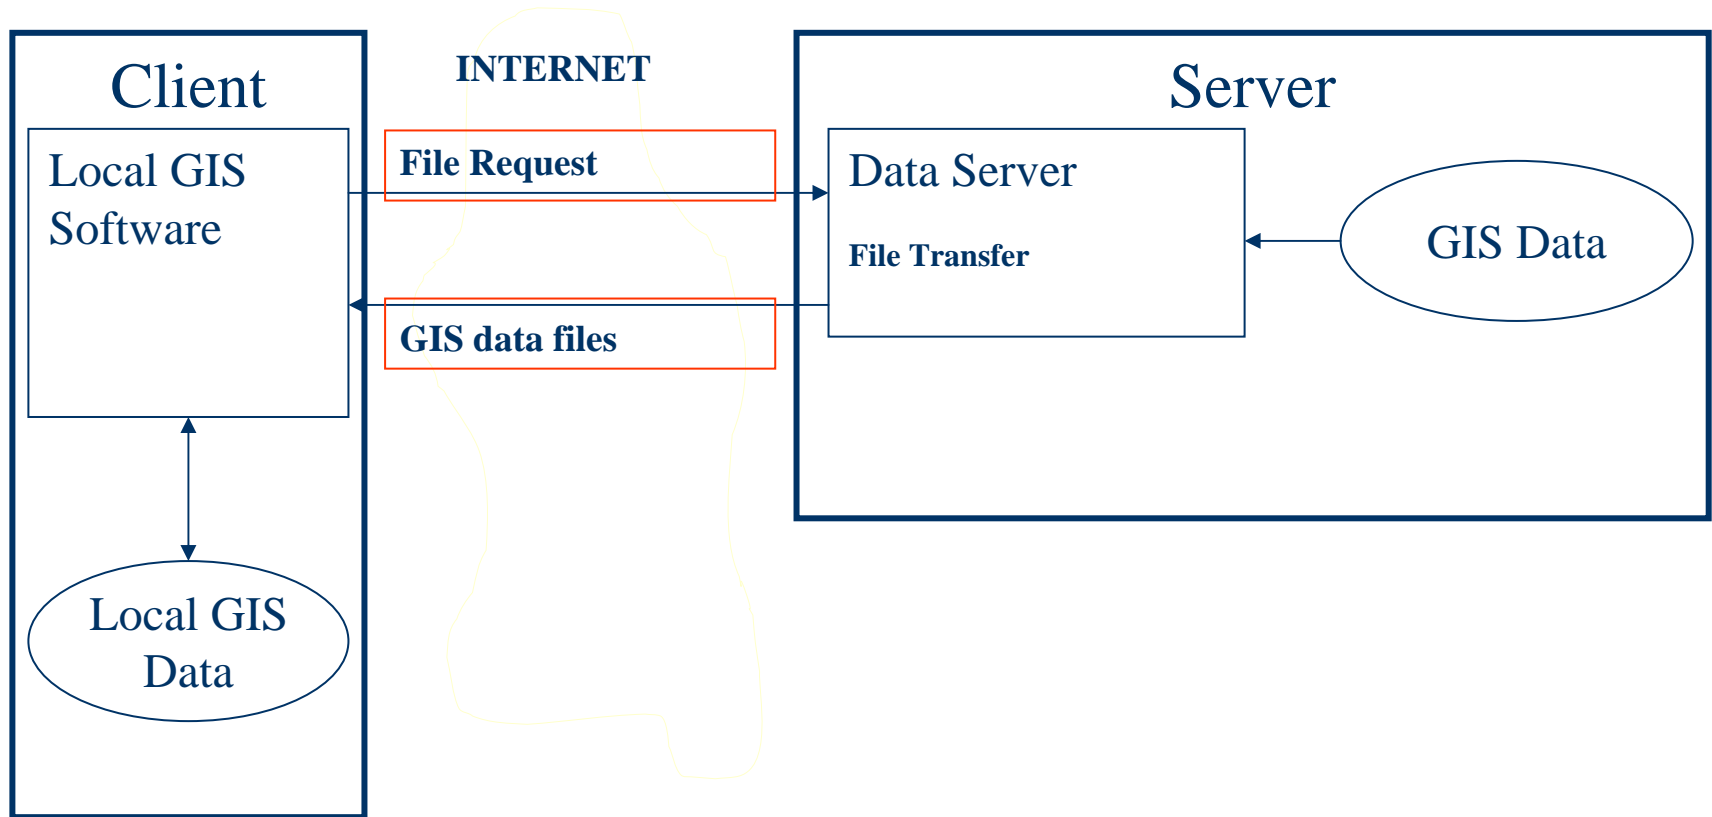 Client
INTERNET
Server
Local GIS
Software
File Request
Data Server
File Transfer
GIS Data
GIS data files
Local GIS
Data